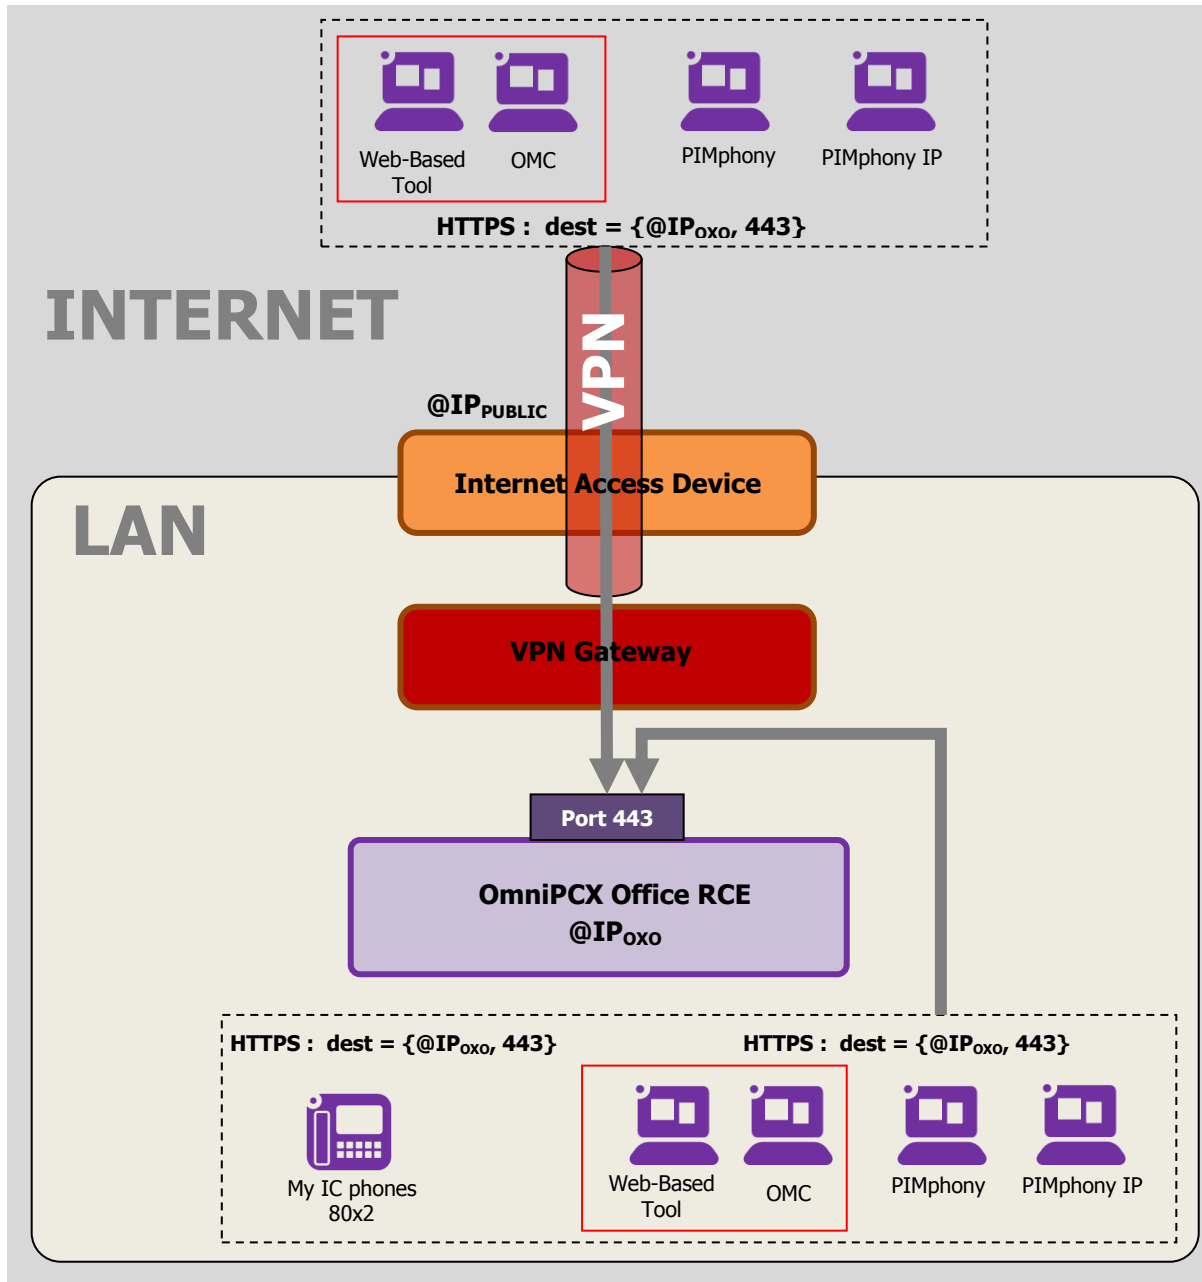 Web-Based
Tool
OMC
PIMphony
PIMphony IP
HTTPS : dest = {@IPOXO, 443}
INTERNET
VPN
@IPPUBLIC
Internet Access Device
LAN
VPN Gateway
Port 443
OmniPCX Office RCE
@IPOXO
HTTPS : dest = {@IPOXO, 443}
HTTPS : dest = {@IPOXO, 443}
My IC phones
80x2
Web-Based
Tool
OMC
PIMphony
PIMphony IP